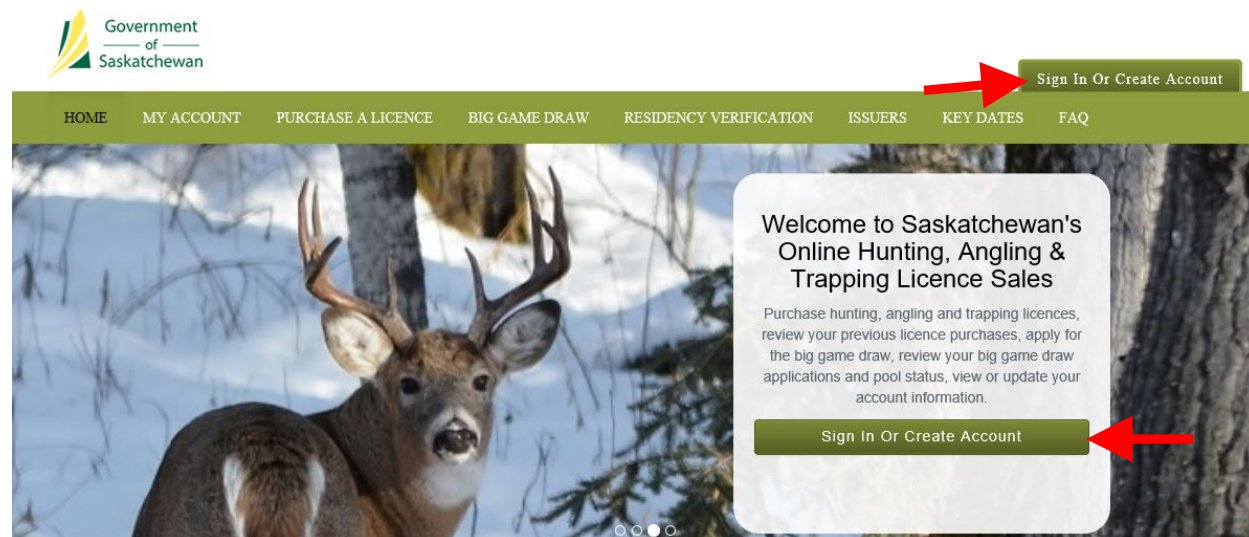 Government
of
Saskatchewan
Sign In Or Create Account
HOME MY ACCOUNT PURCHASE A LICENCE BIG GAME DRAW RESIDENCY VERIFICATION ISSUERS KEY DATES FAQ
Welcome to Saskatchewan's
Online Hunting, Angling &
Trapping Licence Sales
Purchase hunting, angling and trapping licences,
review your previous licence purchases, apply for
the big game draw, review your big game draw
applications and pool status, view or update your
account information.
Sign In Or Create Account